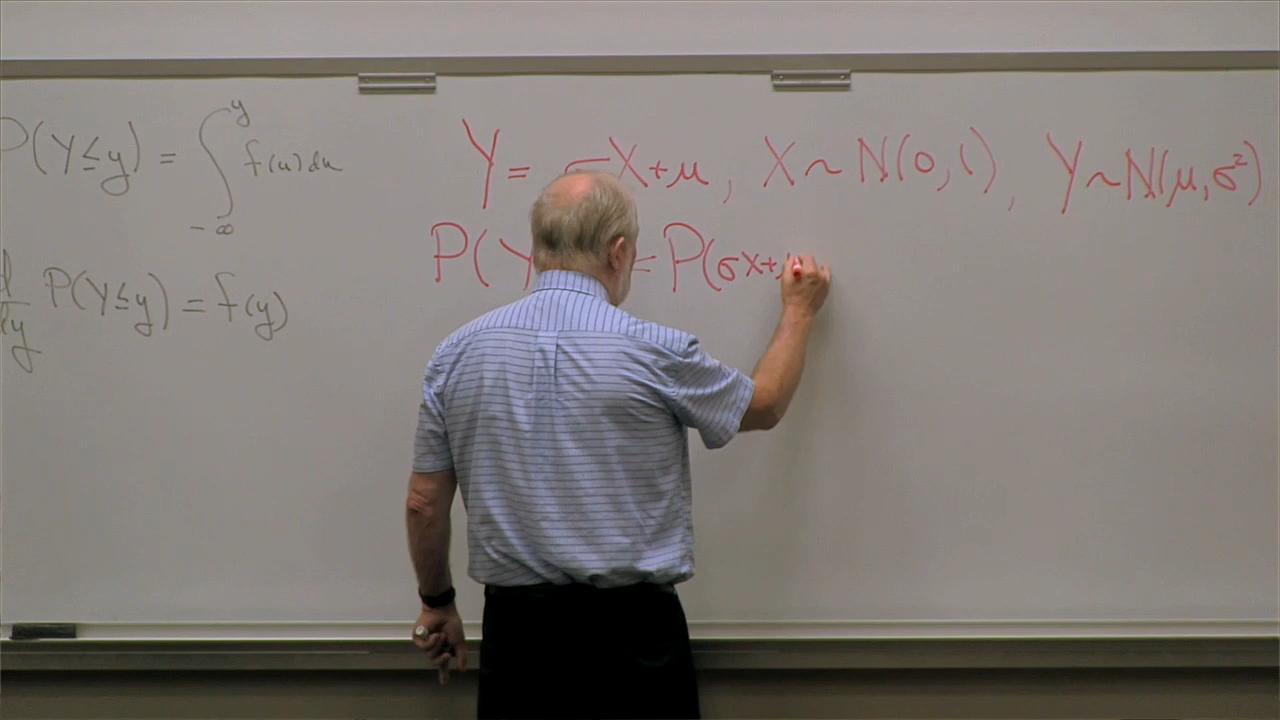 P(Y≤y) = ∫_{-∞}^{y} f(u)du
d/dy P(Y≤y) = f(y)
Y = σX+μ, X~N(0,1), Y~N(μ,σ²)
P(Y = P(σX+